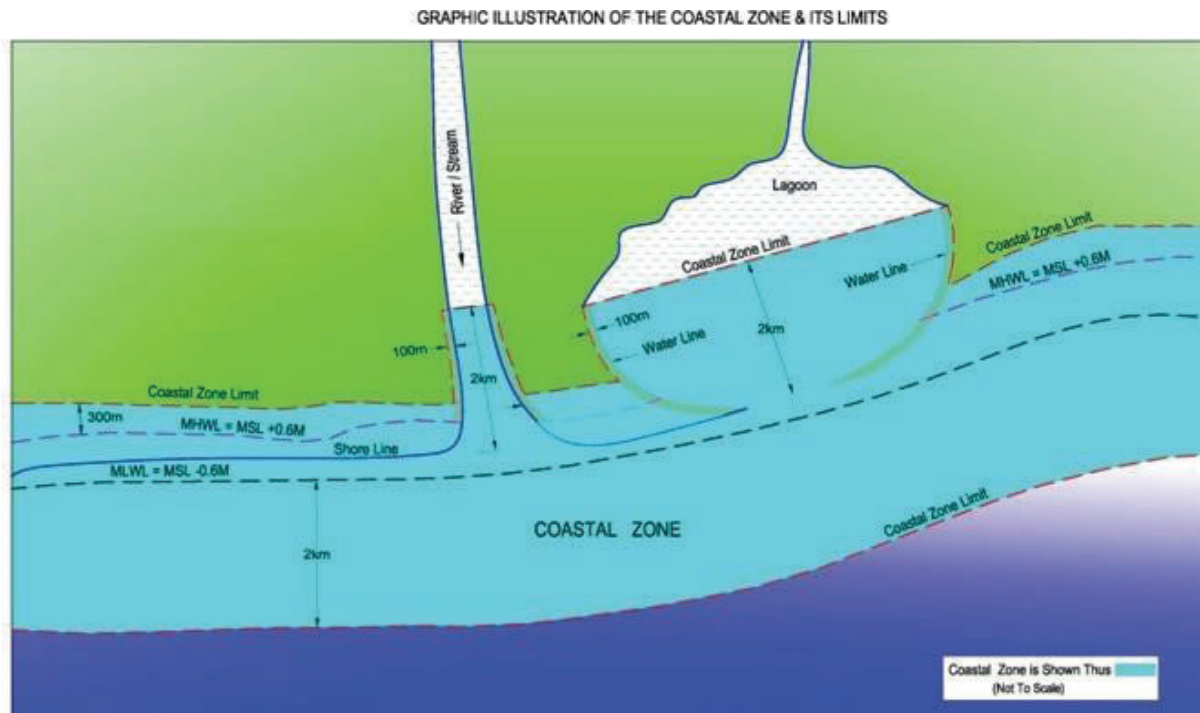 GRAPHIC ILLUSTRATION OF THE COASTAL ZONE & ITS LIMITS
River / Stream
Lagoon
Coastal Zone Limit
Coastal Zone Limit
Water Line
MHWL = MSL +0.6M
100m
2km
Water Line
100m
2km
Coastal Zone Limit
300m
MHWL = MSL +0.6M
Shore Line
MLWL = MSL -0.6M
Coastal Zone Limit
COASTAL ZONE
2km
Coastal Zone is Shown Thus
(Not To Scale)